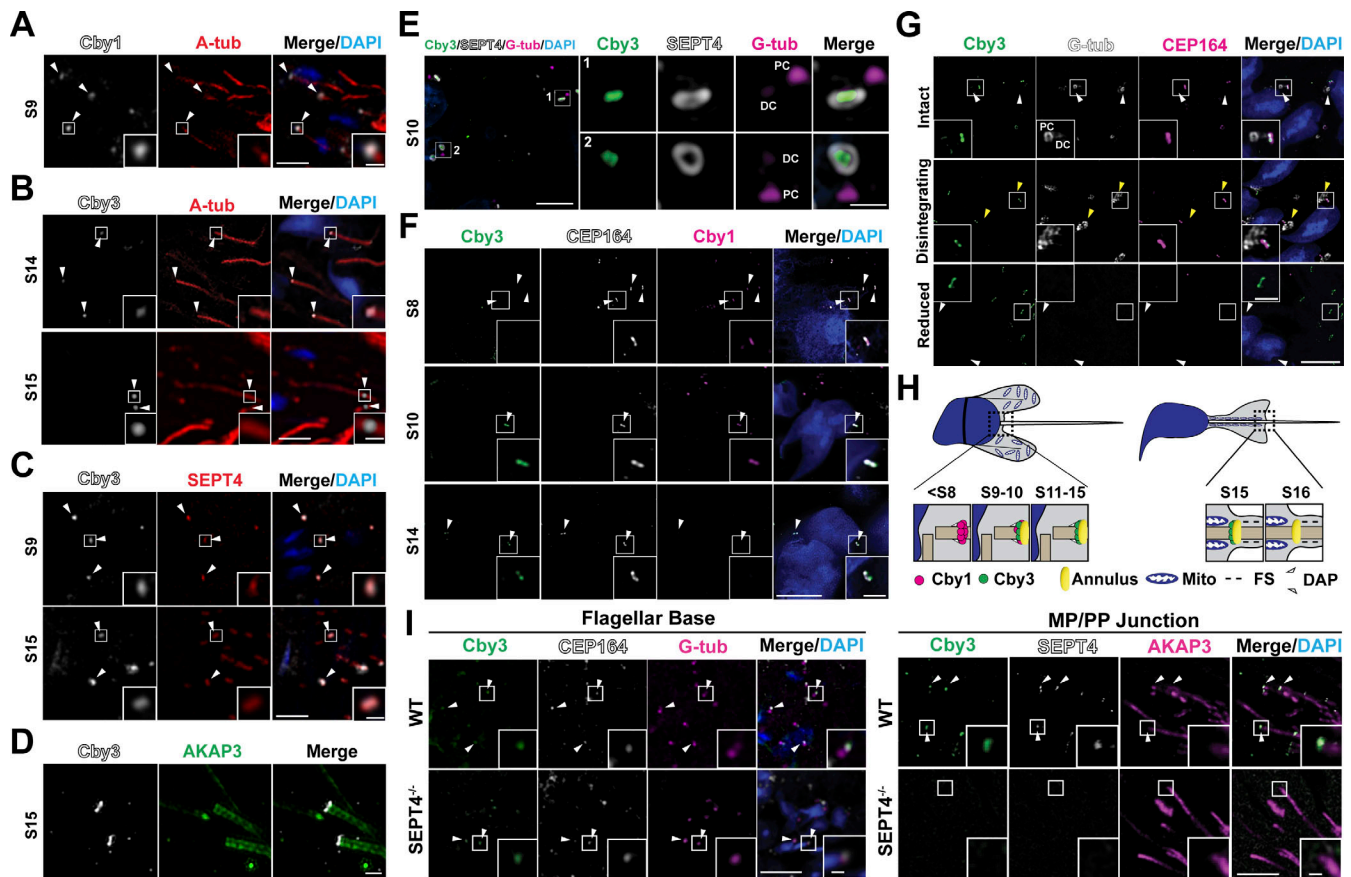 A
Cby1
A-tub
Merge/DAPI
S9
B
Cby3
A-tub
Merge/DAPI
S14
S15
C
Cby3
SEPT4
Merge/DAPI
S9
S15
D
Cby3
AKAP3
Merge
S15
E
Cby3/SEPT4/G-tub/DAPI
Cby3
SEPT4
G-tub
Merge
S10
1
2
1
PC
DC
2
DC
PC
F
Cby3
CEP164
Cby1
Merge/DAPI
S8
S10
S14
G
Cby3
G-tub
CEP164
Merge/DAPI
Intact
PC
DC
Disintegrating
Reduced
H
<S8
S9-10
S11-15
S15
S16
Cby1
Cby3
Annulus
Mito
FS
DAP
I
Flagellar Base
Cby3
CEP164
G-tub
Merge/DAPI
WT
SEPT4-/-
MP/PP Junction
Cby3
SEPT4
AKAP3
Merge/DAPI
WT
SEPT4-/-